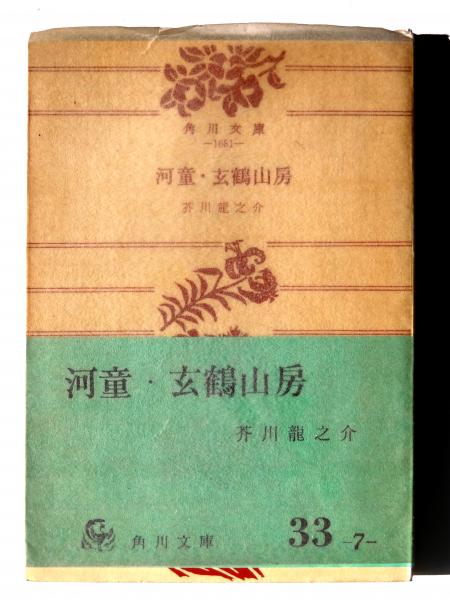 角川文庫
—1681—
河童・玄鶴山房
芥川龍之介
河童・玄鶴山房
芥川龍之介
角川文庫
33 -7-